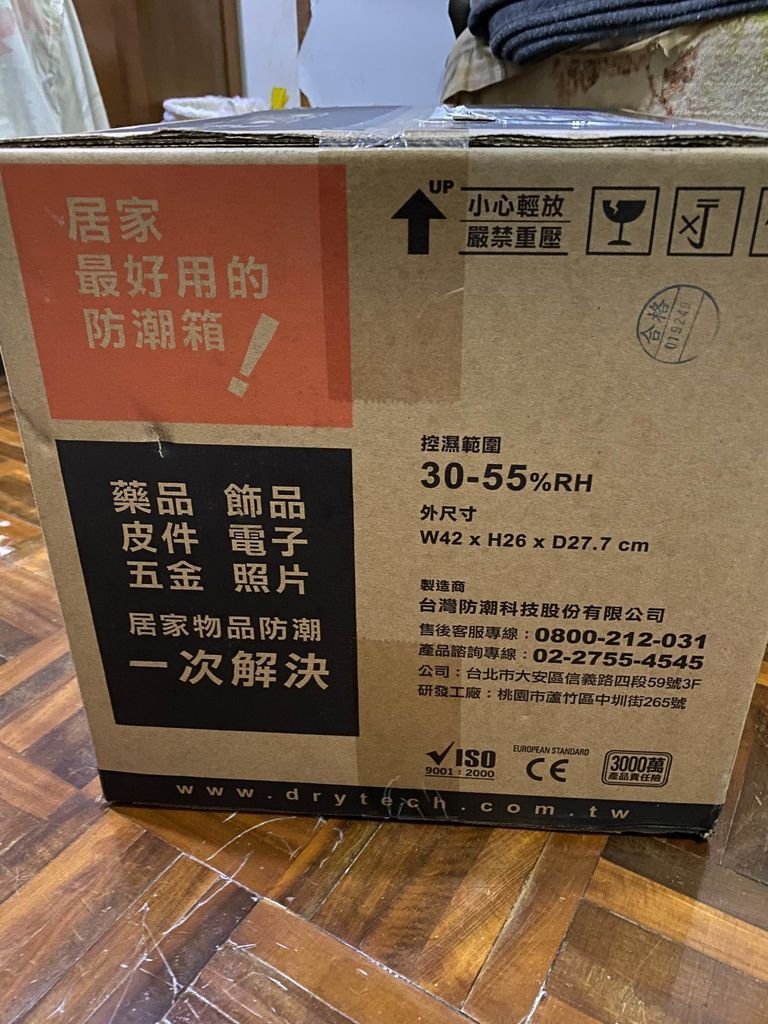 居家
最好用的
防潮箱！
UP
小心輕放
嚴禁重壓
合格
019249
藥品 飾品
皮件 電子
五金 照片
居家物品防潮
一次解決
控濕範圍
30-55%RH
外尺寸
W42 x H26 x D27.7 cm
製造商
台灣防潮科技股份有限公司
售後客服專線：0800-212-031
產品諮詢專線：02-2755-4545
公司：台北市大安區信義路四段59號3F
研發工廠：桃園市蘆竹區中圳街265號
ISO
9001：2000
EUROPEAN STANDARD
CE
3000萬
產品責任險
www.drytech.com.tw